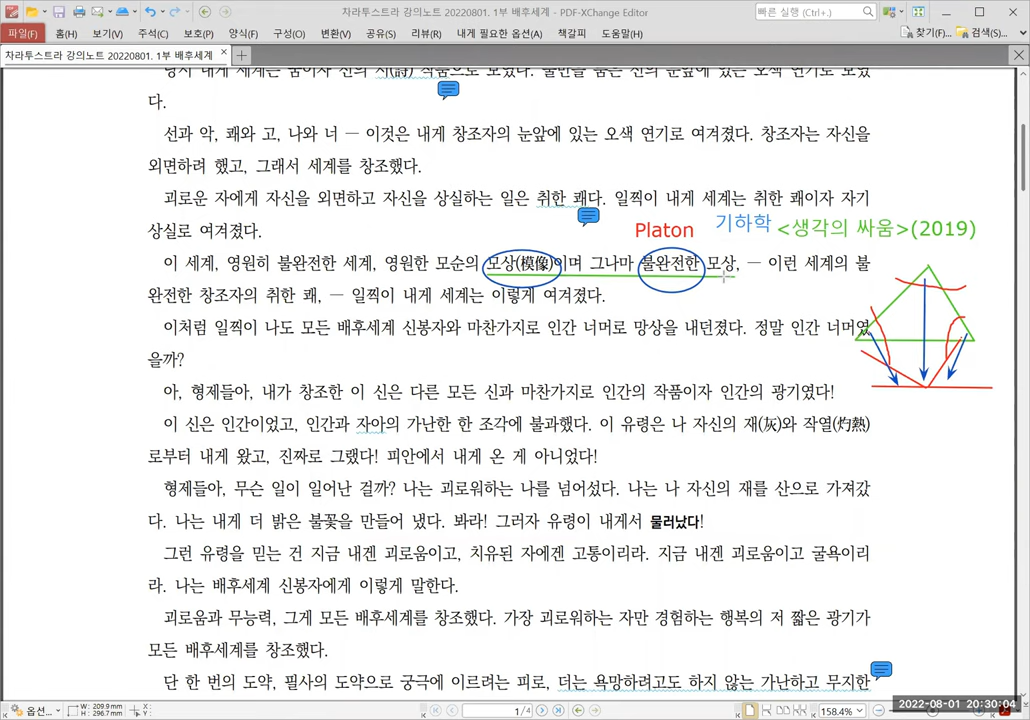 차라투스트라 강의노트 20220801. 1부 배후세계 - PDF-XChange Editor
빠른 실행 (Ctrl+.)
파일(F) 홈(H) 보기(V) 주석(C) 보호(P) 양식(F) 구성(O) 변환(V) 공유(S) 리뷰(R) 내게 필요한 옵션(A) 책갈피 도움말(H) 찾기(F)... 검색(S)...
차라투스트라 강의노트 20220801. 1부 배후세계
다.
선과 악, 쾌와 고, 나와 너 — 이것은 내게 창조자의 눈앞에 있는 오색 연기로 여겨졌다. 창조자는 자신을
외면하려 했고, 그래서 세계를 창조했다.
괴로운 자에게 자신을 외면하고 자신을 상실하는 일은 취한 쾌다. 일찍이 내게 세계는 취한 쾌이자 자기
상실로 여겨졌다.
Platon 기하학 <생각의 싸움>(2019)
이 세계, 영원히 불완전한 세계, 영원한 모순의 모상(模像)이며 그나마 불완전한 모상, — 이런 세계의 불
완전한 창조자의 취한 쾌, — 일찍이 내게 세계는 이렇게 여겨졌다.
이처럼 일찍이 나도 모든 배후세계 신봉자와 마찬가지로 인간 너머로 망상을 내던졌다. 정말 인간 너머였
을까?
아, 형제들아, 내가 창조한 이 신은 다른 모든 신과 마찬가지로 인간의 작품이자 인간의 광기였다!
이 신은 인간이었고, 인간과 자아의 가난한 한 조각에 불과했다. 이 유령은 나 자신의 재(灰)와 작열(灼熱)
로부터 내게 왔고, 진짜로 그랬다! 피안에서 내게 온 게 아니었다!
형제들아, 무슨 일이 일어난 걸까? 나는 괴로워하는 나를 넘어섰다. 나는 나 자신의 재를 산으로 가져갔
다. 나는 내게 더 밝은 불꽃을 만들어 냈다. 봐라! 그러자 유령이 내게서 물러났다!
그런 유령을 믿는 건 지금 내겐 괴로움이고, 치유된 자에겐 고통이리라. 지금 내겐 괴로움이고 굴욕이리
라. 나는 배후세계 신봉자에게 이렇게 말한다.
괴로움과 무능력, 그게 모든 배후세계를 창조했다. 가장 괴로워하는 자만 경험하는 행복의 저 짧은 광기가
모든 배후세계를 창조했다.
단 한 번의 도약, 필사의 도약으로 궁극에 이르려는 피로, 더는 욕망하려고도 하지 않는 가난하고 무지한
2022-08-01 20:30:04
옵션... W: 209.9mm H: 296.7mm X: Y: 1/4 158.4%